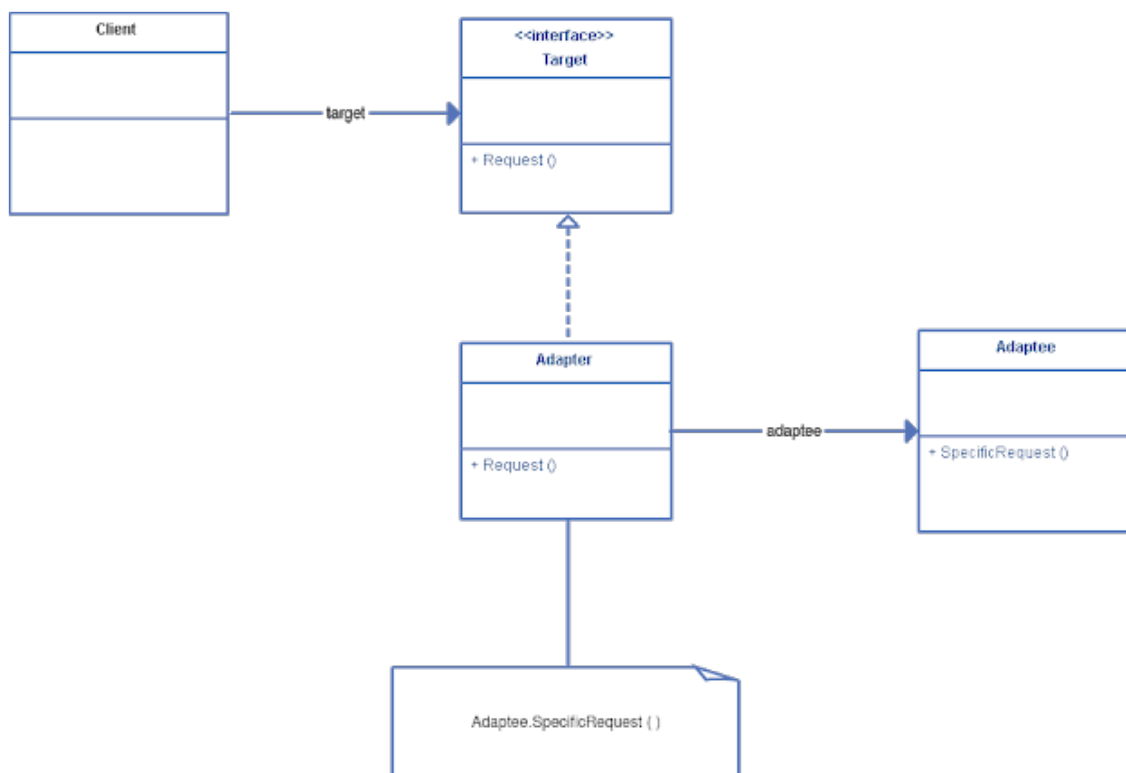 Client
<<interface>>
Target
target
+ Request ()
Adapter
+ Request ()
adaptee
Adaptee
+ SpecificRequest ()
Adaptee.SpecificRequest ( )